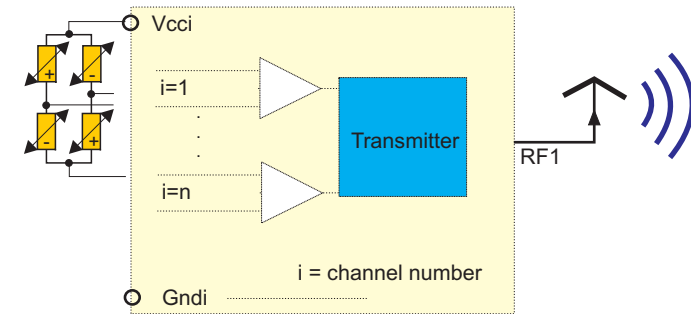 Vcci
+
-
i=1
.
.
.
Transmitter
RF1
-
+
i=n
i = channel number
Gndi